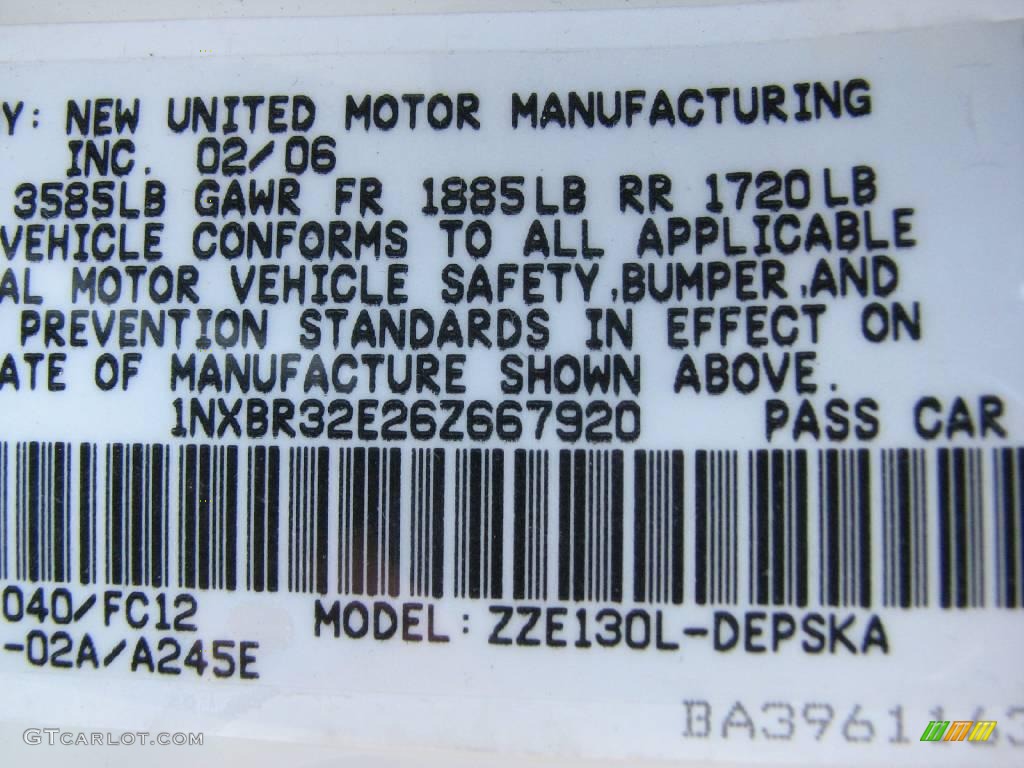 Y: NEW UNITED MOTOR MANUFACTURING
INC. 02/06
3585LB GAWR FR 1885LB RR 1720LB
VEHICLE CONFORMS TO ALL APPLICABLE
AL MOTOR VEHICLE SAFETY,BUMPER,AND
PREVENTION STANDARDS IN EFFECT ON
ATE OF MANUFACTURE SHOWN ABOVE.
1NXBR32E26Z667920 PASS CAR
040/FC12 MODEL: ZZE130L-DEPSKA
-02A/A245E
GTCARLOT.COM